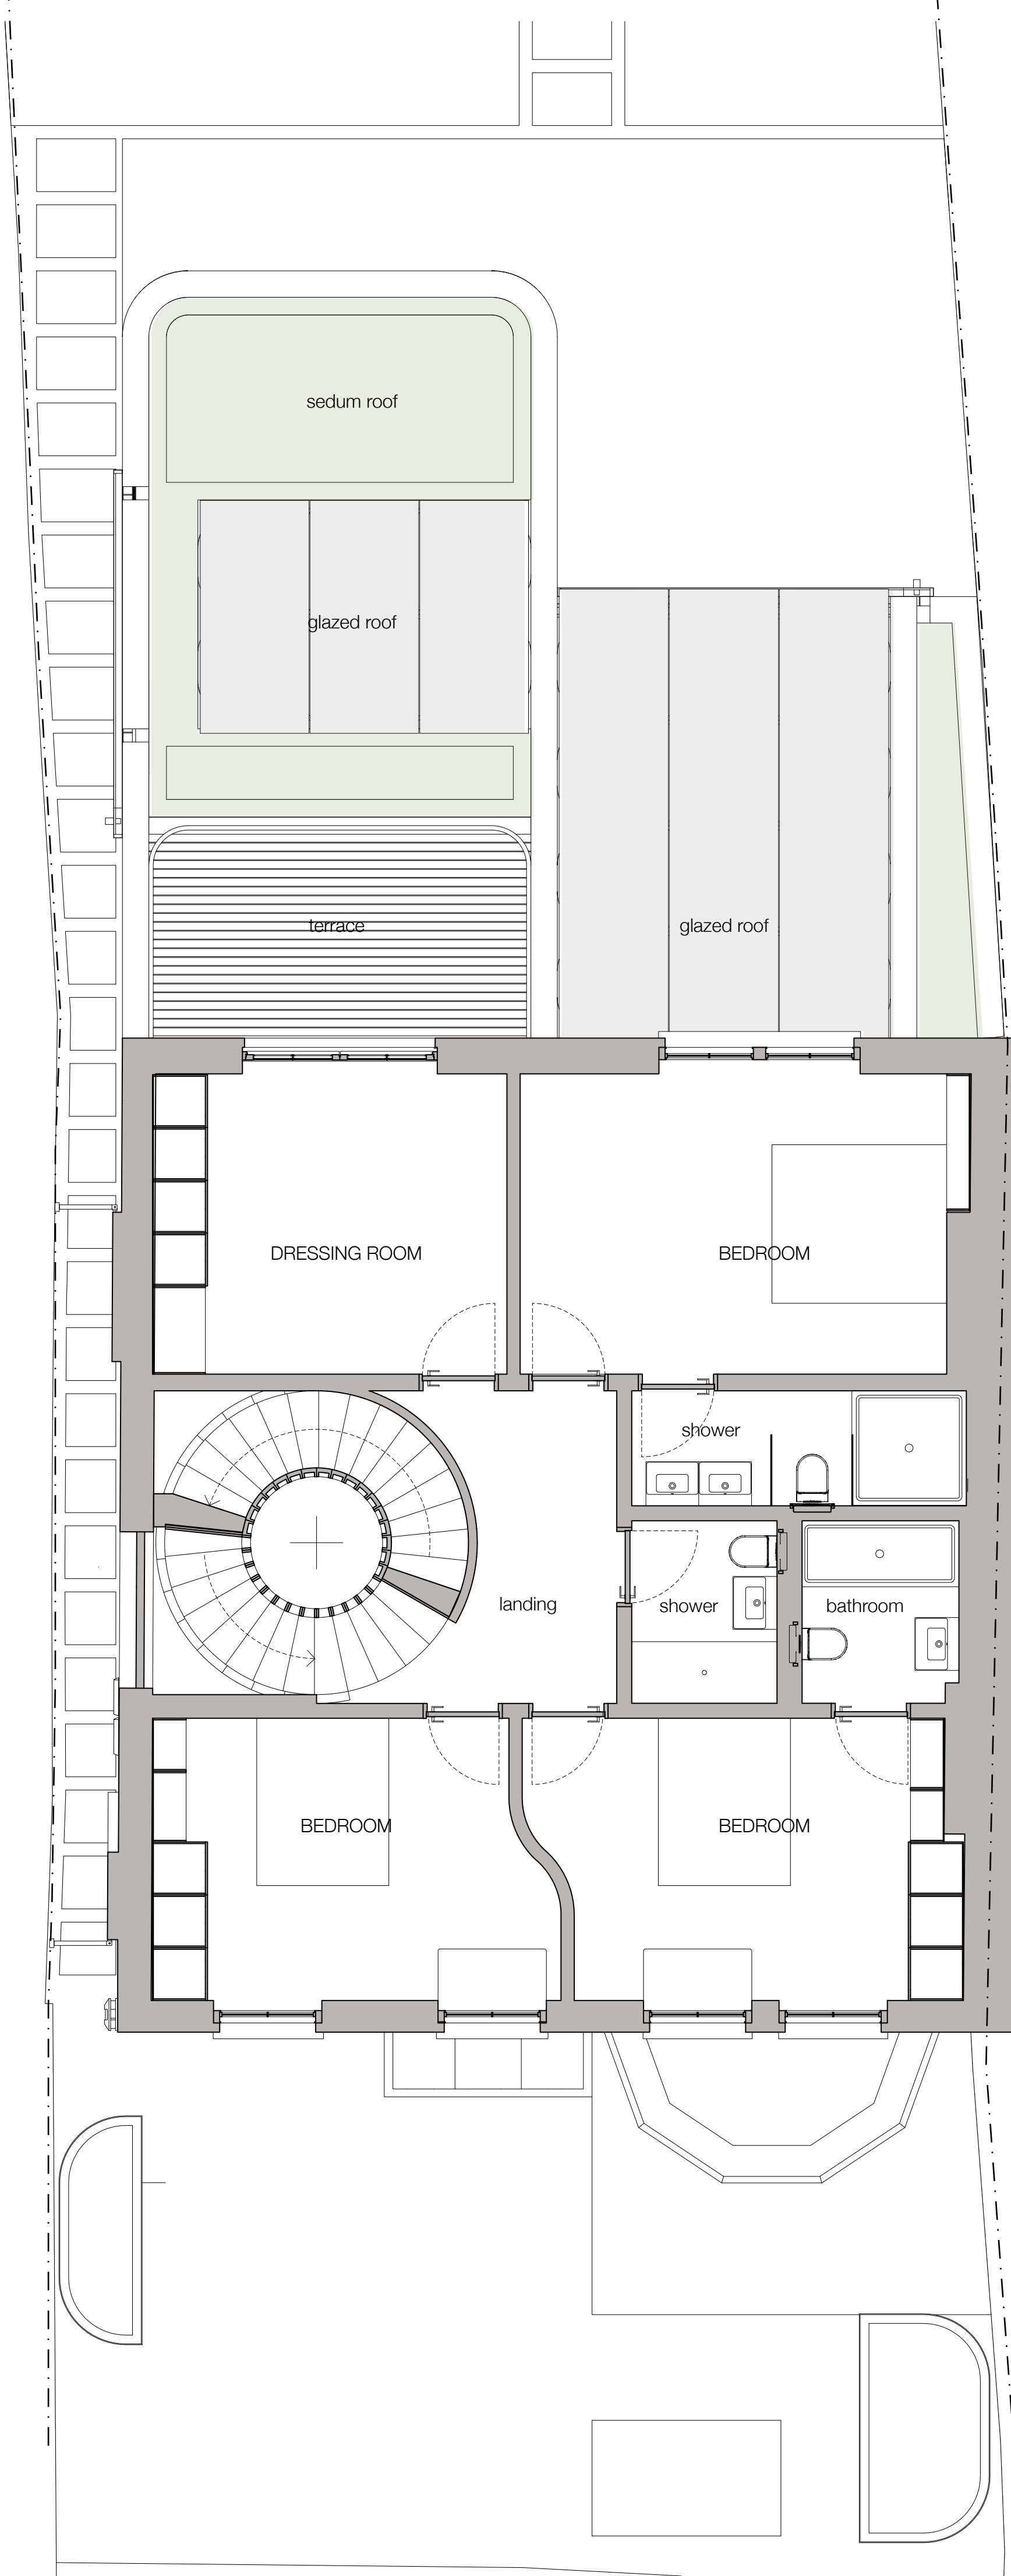 sedum roof
glazed roof
terrace
glazed roof
DRESSING ROOM
BEDROOM
shower
landing
shower
bathroom
BEDROOM
BEDROOM